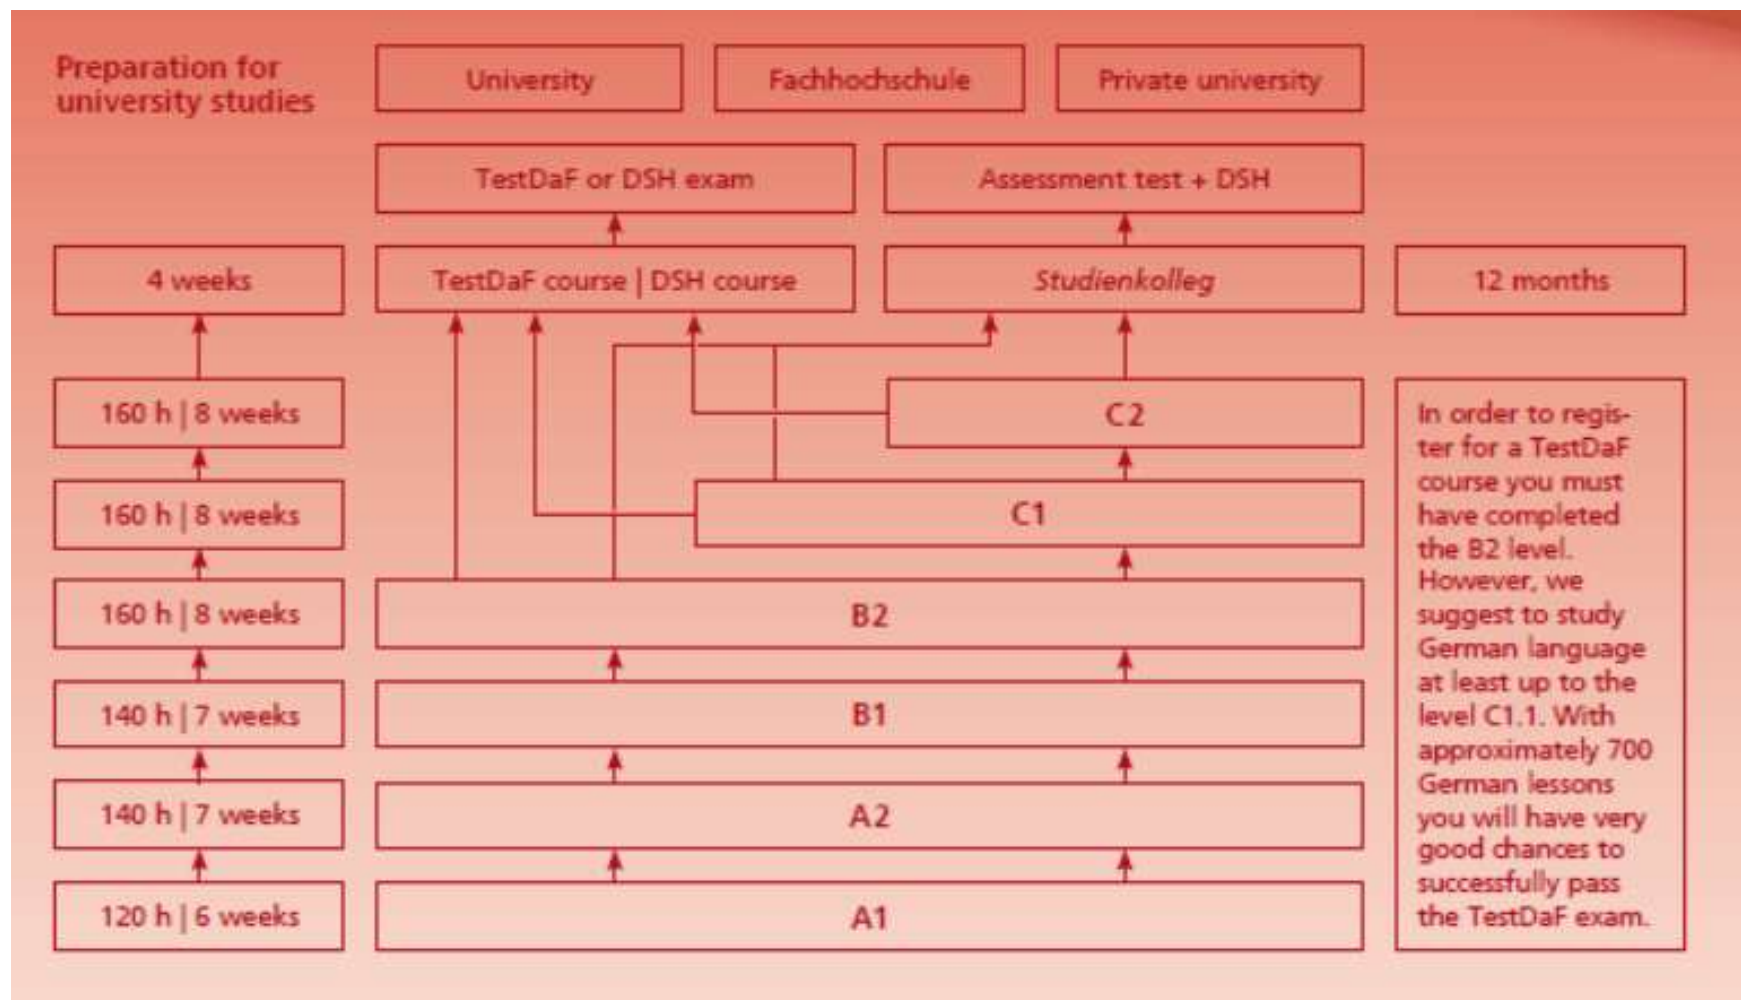 Preparation for
university studies
University
Fachhochschule
Private university
TestDaF or DSH exam
Assessment test + DSH
4 weeks
TestDaF course | DSH course
Studienkolleg
12 months
160 h | 8 weeks
C2
160 h | 8 weeks
C1
160 h | 8 weeks
B2
140 h | 7 weeks
B1
140 h | 7 weeks
A2
120 h | 6 weeks
A1
In order to regis-
ter for a TestDaF
course you must
have completed
the B2 level.
However, we
suggest to study
German language
at least up to the
level C1.1. With
approximately 700
German lessons
you will have very
good chances to
successfully pass
the TestDaF exam.